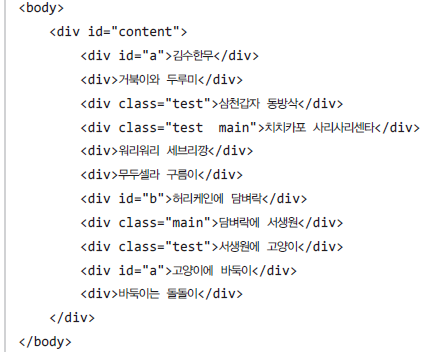 <body>
<div id="content">
<div id="a">김수한무</div>
<div>거북이와 두루미</div>
<div class="test">삼천갑자 동방삭</div>
<div class="test  main">치치카포 사리사리센타</div>
<div>워리워리 세브리깡</div>
<div>무두셀라 구름이</div>
<div id="b">허리케인에 담벼락</div>
<div class="main">담벼락에 서생원</div>
<div class="test">서생원에 고양이</div>
<div id="a">고양이에 바둑이</div>
<div>바둑이는 돌돌이</div>
</div>
</body>